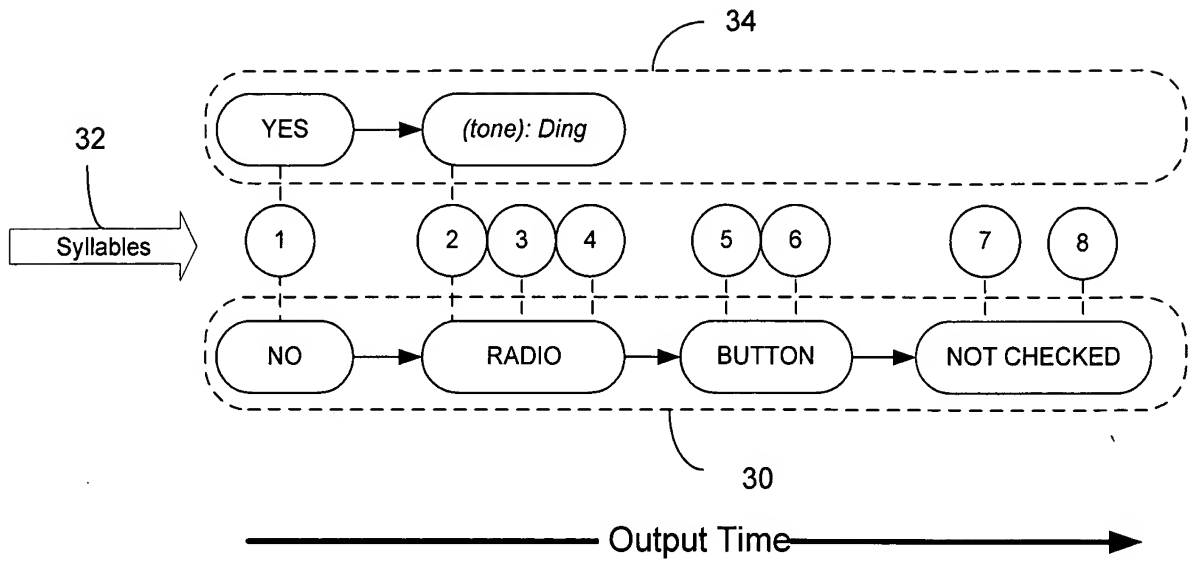 34
YES (tone): Ding
32
Syllables 1 2 3 4 5 6 7 8
NO RADIO BUTTON NOT CHECKED
30
Output Time